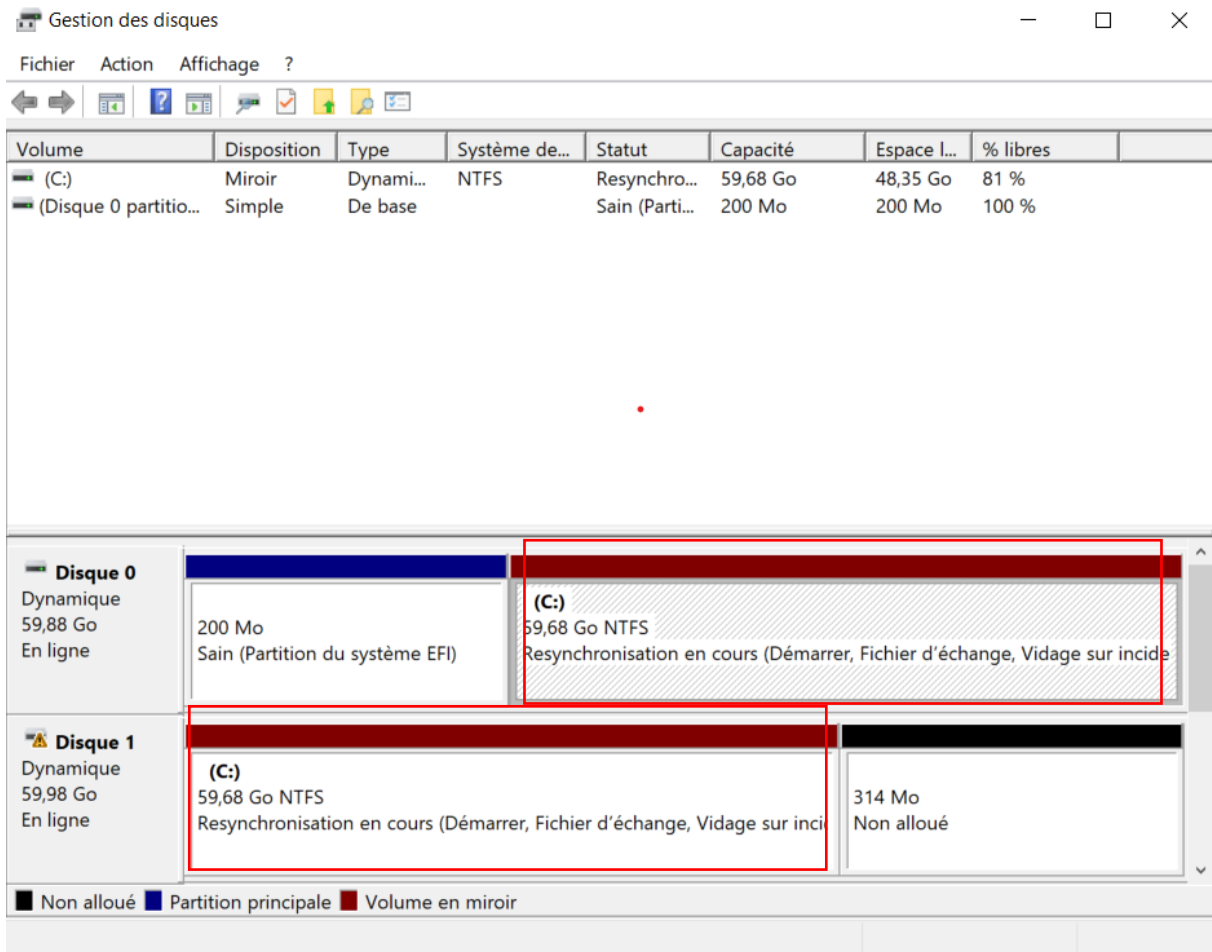 Gestion des disques
Fichier Action Affichage ?
Volume Disposition Type Système de... Statut Capacité Espace l... % libres
(C:) Miroir Dynami... NTFS Resynchro... 59,68 Go 48,35 Go 81 %
(Disque 0 partitio... Simple De base Sain (Parti... 200 Mo 200 Mo 100 %
Disque 0
Dynamique
59,88 Go
En ligne
200 Mo
Sain (Partition du système EFI)
(C:)
59,68 Go NTFS
Resynchronisation en cours (Démarrer, Fichier d'échange, Vidage sur incide
Disque 1
Dynamique
59,98 Go
En ligne
(C:)
59,68 Go NTFS
Resynchronisation en cours (Démarrer, Fichier d'échange, Vidage sur inci
314 Mo
Non alloué
Non alloué Partition principale Volume en miroir